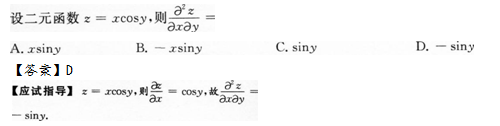 设二元函数 z = xcosy,则∂²z/∂x∂y =
A. xsiny B. − xsiny C. siny D. − siny
【答案】D
【应试指导】 z = xcosy,则∂z/∂x = cosy,故∂²z/∂x∂y =
− siny.